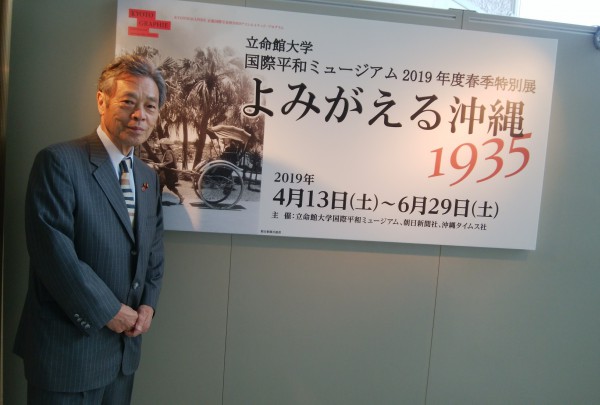 KYOTO
GRAPHIE
立命館大学
国際平和ミュージアム 2019 年度春季特別展
よみがえる沖縄
1935
2019年
4月13日(土)〜6月29日(土)
主 催:立命館大学国際平和ミュージアム、朝日新聞社、沖縄タイムス社